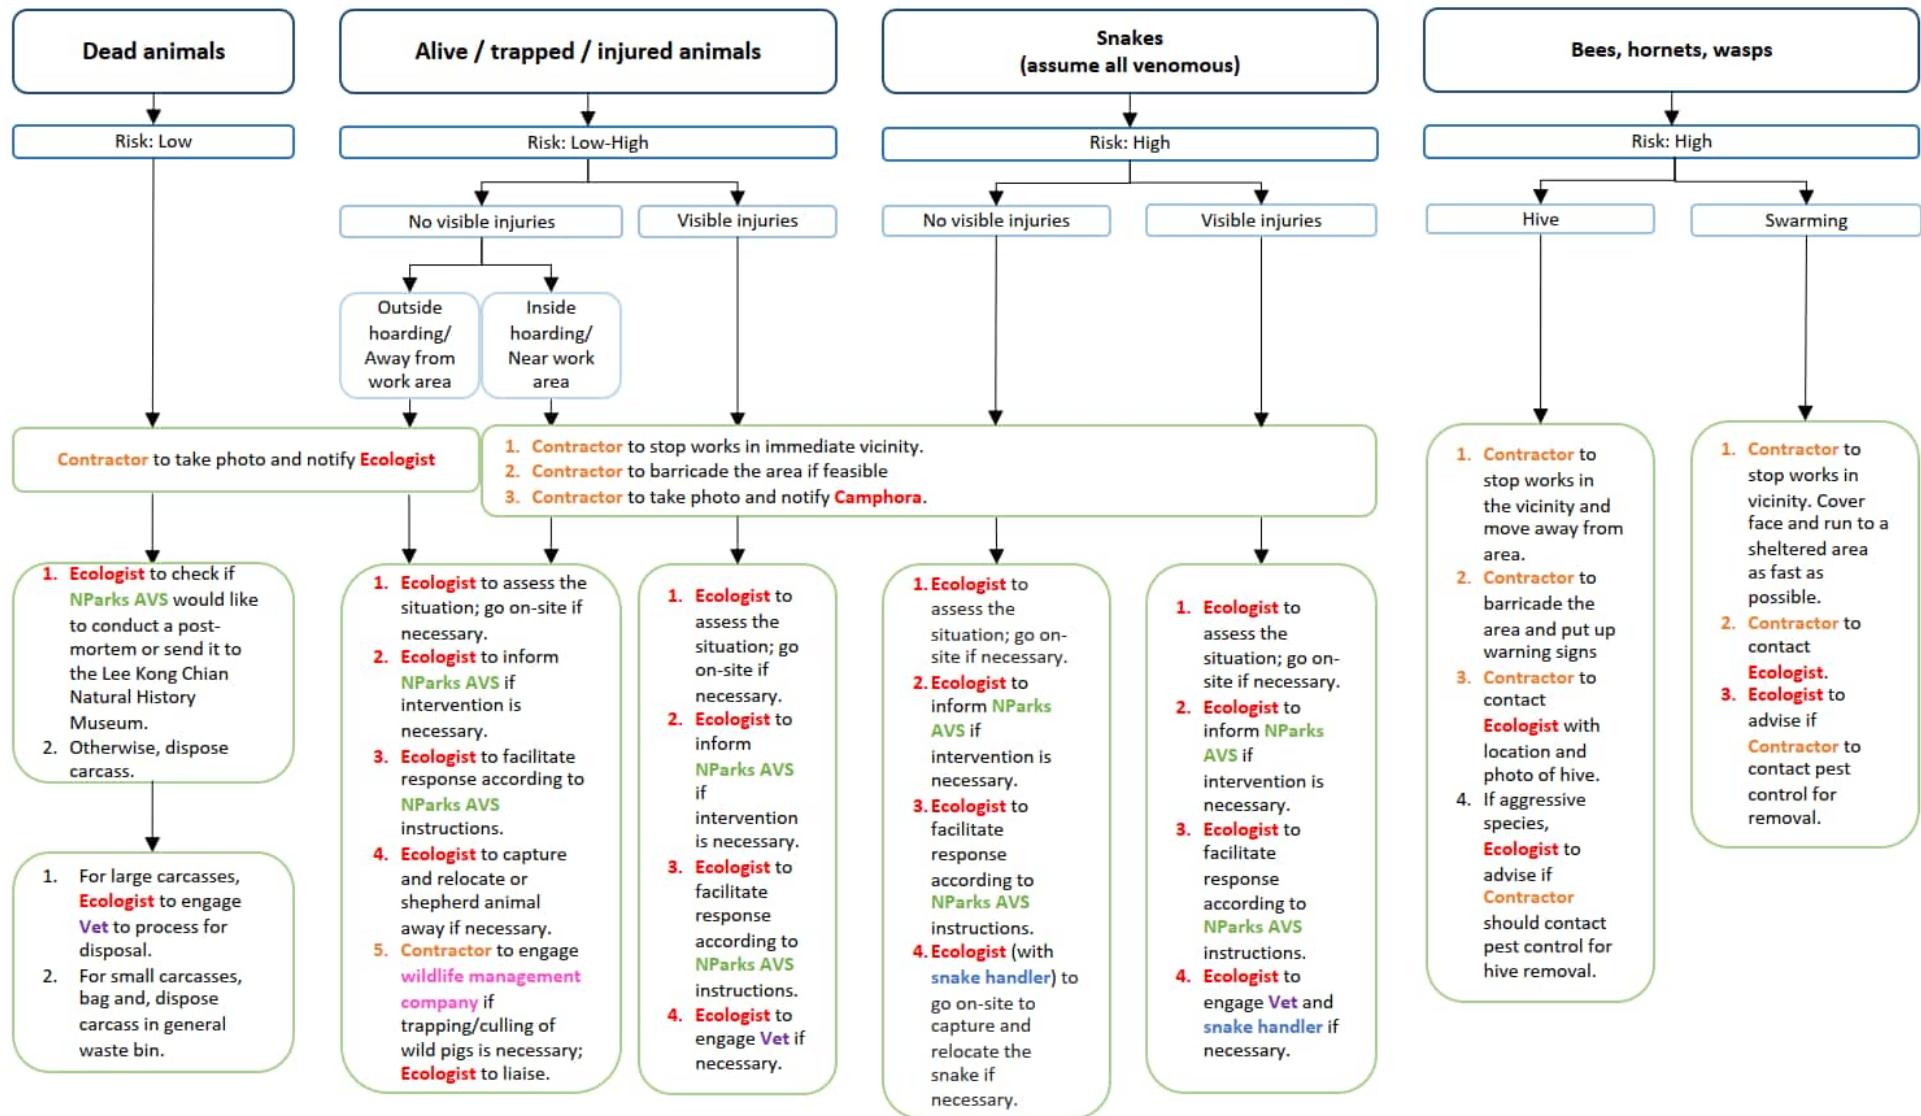 Dead animals
Risk: Low
Alive / trapped / injured animals
Risk: Low-High
No visible injuries
Visible injuries
Outside
hoarding/
Away from
work area
Inside
hoarding/
Near work
area
Snakes
(assume all venomous)
Risk: High
No visible injuries
Visible injuries
Bees, hornets, wasps
Risk: High
Hive
Swarming
Contractor to take photo and notify Ecologist
1. Contractor to stop works in immediate vicinity.
2. Contractor to barricade the area if feasible
3. Contractor to take photo and notify Camphora.
1. Ecologist to check if
NParks AVS would like
to conduct a post-
mortem or send it to
the Lee Kong Chian
Natural History
Museum.
2. Otherwise, dispose
carcass.
1. For large carcasses,
Ecologist to engage
Vet to process for
disposal.
2. For small carcasses,
bag and, dispose
carcass in general
waste bin.
1. Ecologist to assess the
situation; go on-site if
necessary.
2. Ecologist to inform
NParks AVS if
intervention is
necessary.
3. Ecologist to facilitate
response according to
NParks AVS
instructions.
4. Ecologist to capture
and relocate or
shepherd animal
away if necessary.
5. Contractor to engage
wildlife management
company if
trapping/culling of
wild pigs is necessary;
Ecologist to liaise.
1. Ecologist to
assess the
situation; go
on-site if
necessary.
2. Ecologist to
inform
NParks AVS
if
intervention
is necessary.
3. Ecologist to
facilitate
response
according to
NParks AVS
instructions.
4. Ecologist to
engage Vet if
necessary.
1. Ecologist to
assess the
situation; go on-
site if necessary.
2. Ecologist to
inform NParks
AVS if
intervention is
necessary.
3. Ecologist to
facilitate
response
according to
NParks AVS
instructions.
4. Ecologist (with
snake handler) to
go on-site to
capture and
relocate the
snake if
necessary.
1. Ecologist to
assess the
situation; go on-
site if necessary.
2. Ecologist to
inform NParks
AVS if
intervention is
necessary.
3. Ecologist to
facilitate
response
according to
NParks AVS
instructions.
4. Ecologist to
engage Vet and
snake handler if
necessary.
1. Contractor to
stop works in
the vicinity and
move away from
area.
2. Contractor to
barricade the
area and put up
warning signs
3. Contractor to
contact
Ecologist with
location and
photo of hive.
4. If aggressive
species,
Ecologist to
advise if
Contractor
should contact
pest control for
hive removal.
1. Contractor to
stop works in
vicinity. Cover
face and run to a
sheltered area
as fast as
possible.
2. Contractor to
contact
Ecologist.
3. Ecologist to
advise if
Contractor to
contact pest
control for
removal.